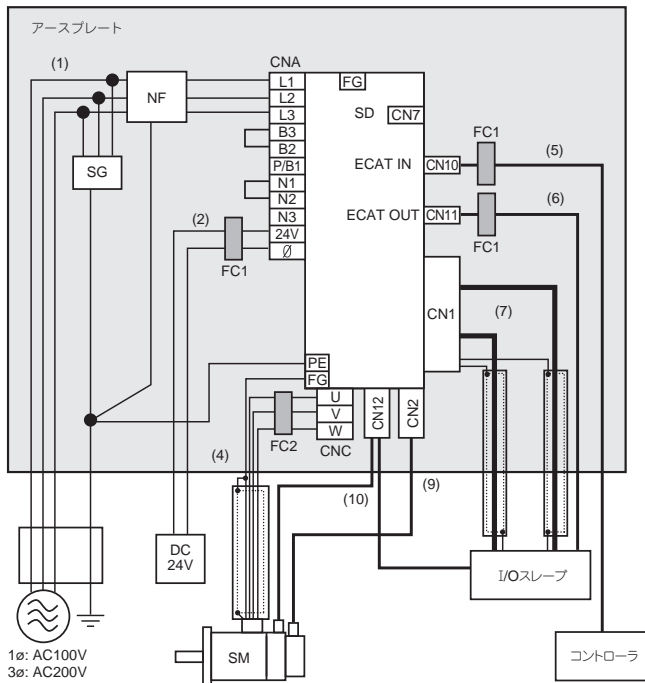 アースプレート
(1)
CNA
NF
SG
L1
L2
L3
B3
B2
P/B1
N1
N2
N3
24V
Ø
FG
SD
CN7
ECAT IN
CN10
FC1
(5)
ECAT OUT
CN11
FC1
(6)
(2)
FC1
CN1
(7)
PE
FG
U
V
W
CNC
CN12
CN2
FC2
(4)
(10)
(9)
DC
24V
I/Oスレーブ
SM
コントローラ
1ø: AC100V
3ø: AC200V